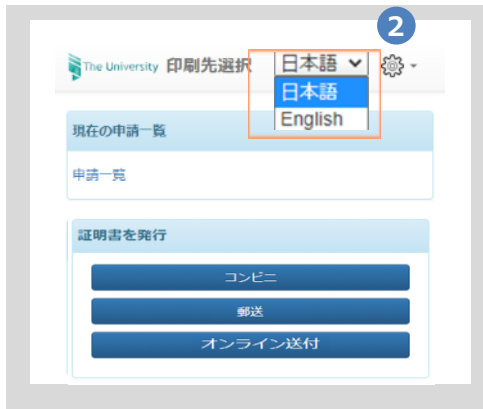 2
The University 印刷先選択 日本語
日本語
English
現在の申請一覧
申請一覧
証明書を発行
コンビニ
郵送
オンライン送付